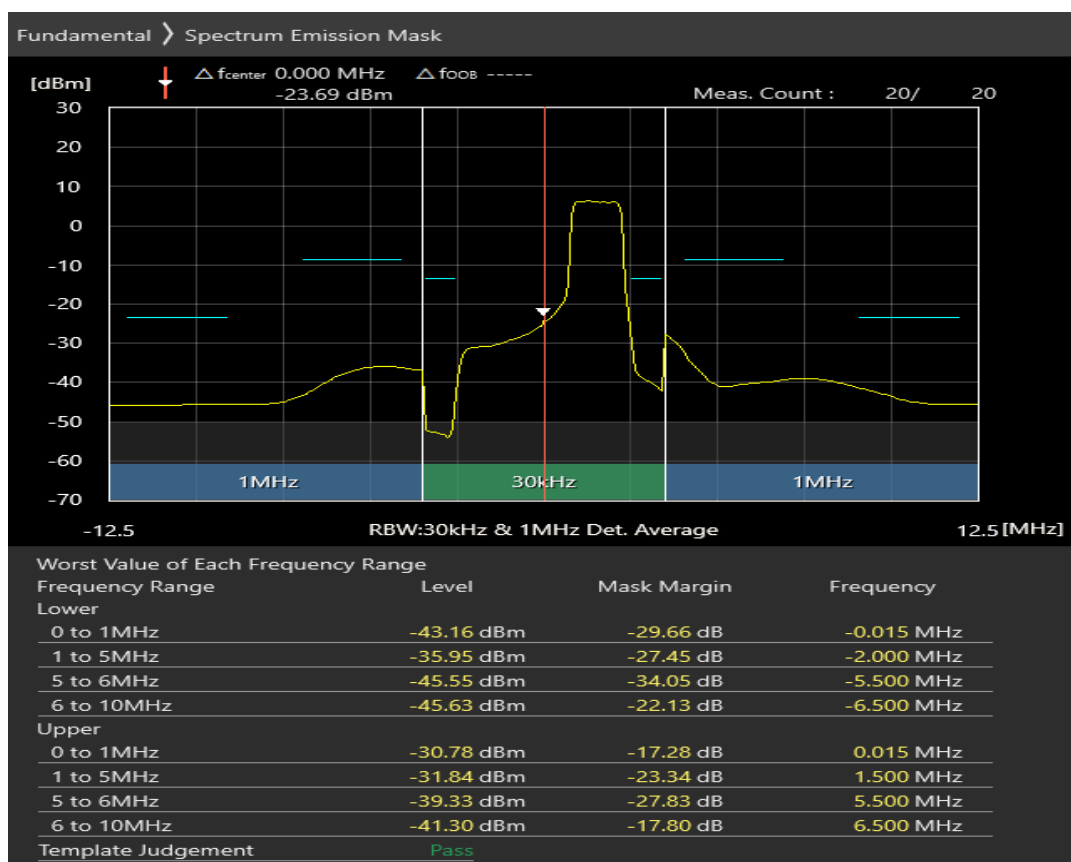 Fundamental ❯ Spectrum Emission Mask
△ fcenter 0.000 MHz △ fOOB -----
[dBm] -23.69 dBm Meas. Count : 20/ 20
30
20
10
0
-10
-20
-30
-40
-50
-60
1MHz 30kHz 1MHz
-70
-12.5 RBW:30kHz & 1MHz Det. Average 12.5 [MHz]
Worst Value of Each Frequency Range
Frequency Range Level Mask Margin Frequency
Lower
0 to 1MHz -43.16 dBm -29.66 dB -0.015 MHz
1 to 5MHz -35.95 dBm -27.45 dB -2.000 MHz
5 to 6MHz -45.55 dBm -34.05 dB -5.500 MHz
6 to 10MHz -45.63 dBm -22.13 dB -6.500 MHz
Upper
0 to 1MHz -30.78 dBm -17.28 dB 0.015 MHz
1 to 5MHz -31.84 dBm -23.34 dB 1.500 MHz
5 to 6MHz -39.33 dBm -27.83 dB 5.500 MHz
6 to 10MHz -41.30 dBm -17.80 dB 6.500 MHz
Template Judgement Pass